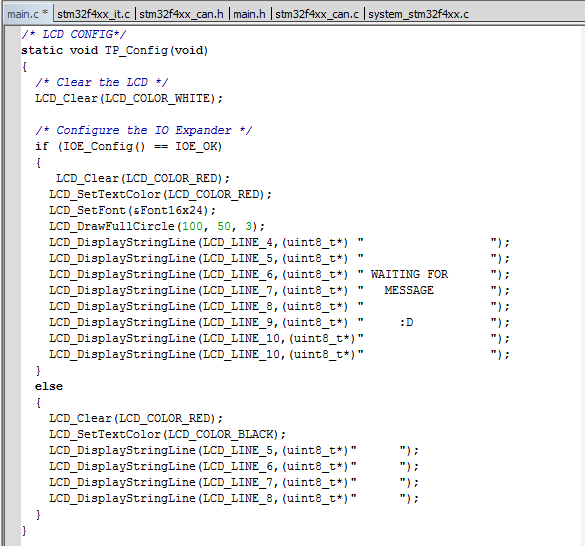 main.c * stm32f4xx_it.c stm32f4xx_can.h main.h stm32f4xx_can.c system_stm32f4xx.c
/* LCD CONFIG*/
static void TP_Config(void)
{
  /* Clear the LCD */
  LCD_Clear(LCD_COLOR_WHITE);

  /* Configure the IO Expander */
  if (IOE_Config() == IOE_OK)
  {
     LCD_Clear(LCD_COLOR_RED);
    LCD_SetTextColor(LCD_COLOR_RED);
    LCD_SetFont(&Font16x24);
    LCD_DrawFullCircle(100, 50, 3);
    LCD_DisplayStringLine(LCD_LINE_4,(uint8_t*) "                  ");
    LCD_DisplayStringLine(LCD_LINE_5,(uint8_t*) "                  ");
    LCD_DisplayStringLine(LCD_LINE_6,(uint8_t*) " WAITING FOR      ");
    LCD_DisplayStringLine(LCD_LINE_7,(uint8_t*) "   MESSAGE        ");
    LCD_DisplayStringLine(LCD_LINE_8,(uint8_t*) "                  ");
    LCD_DisplayStringLine(LCD_LINE_9,(uint8_t*) "     :D           ");
    LCD_DisplayStringLine(LCD_LINE_10,(uint8_t*)"                  ");
    LCD_DisplayStringLine(LCD_LINE_10,(uint8_t*)"                  ");
  }
  else
  {
    LCD_Clear(LCD_COLOR_RED);
    LCD_SetTextColor(LCD_COLOR_BLACK);
    LCD_DisplayStringLine(LCD_LINE_5,(uint8_t*)"      ");
    LCD_DisplayStringLine(LCD_LINE_6,(uint8_t*)"      ");
    LCD_DisplayStringLine(LCD_LINE_7,(uint8_t*)"      ");
    LCD_DisplayStringLine(LCD_LINE_8,(uint8_t*)"      ");
  }
}